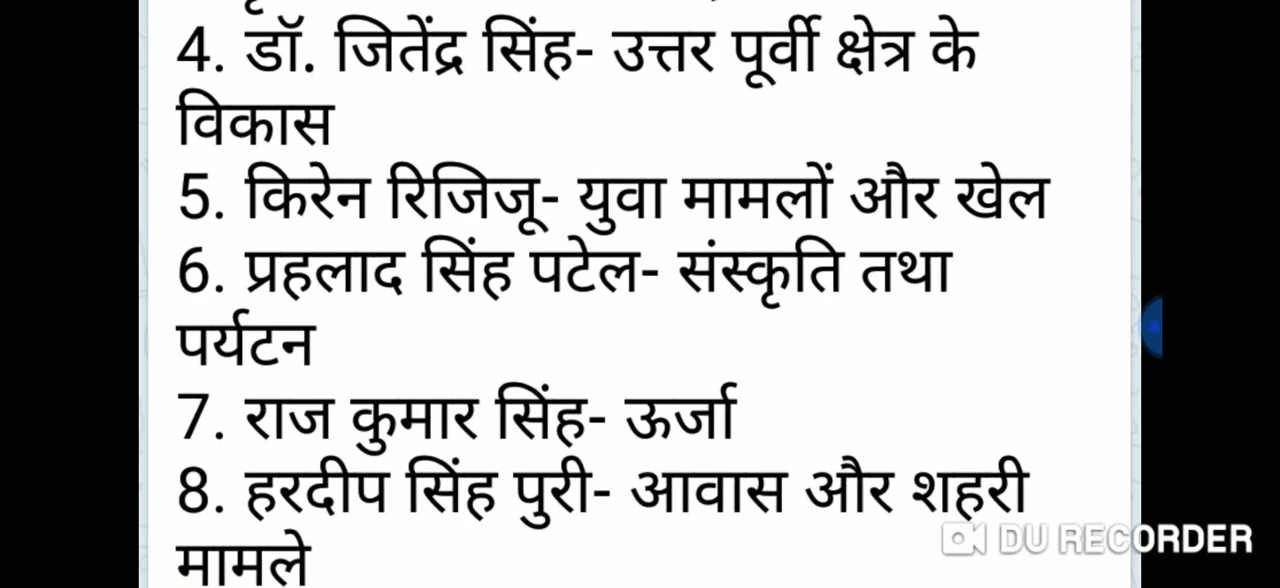 4. डॉ. जितेंद्र सिंह- उत्तर पूर्वी क्षेत्र के
विकास
5. किरेन रिजिजू- युवा मामलों और खेल
6. प्रहलाद सिंह पटेल- संस्कृति तथा
पर्यटन
7. राज कुमार सिंह- ऊर्जा
8. हरदीप सिंह पुरी- आवास और शहरी
मामले
DU RECORDER